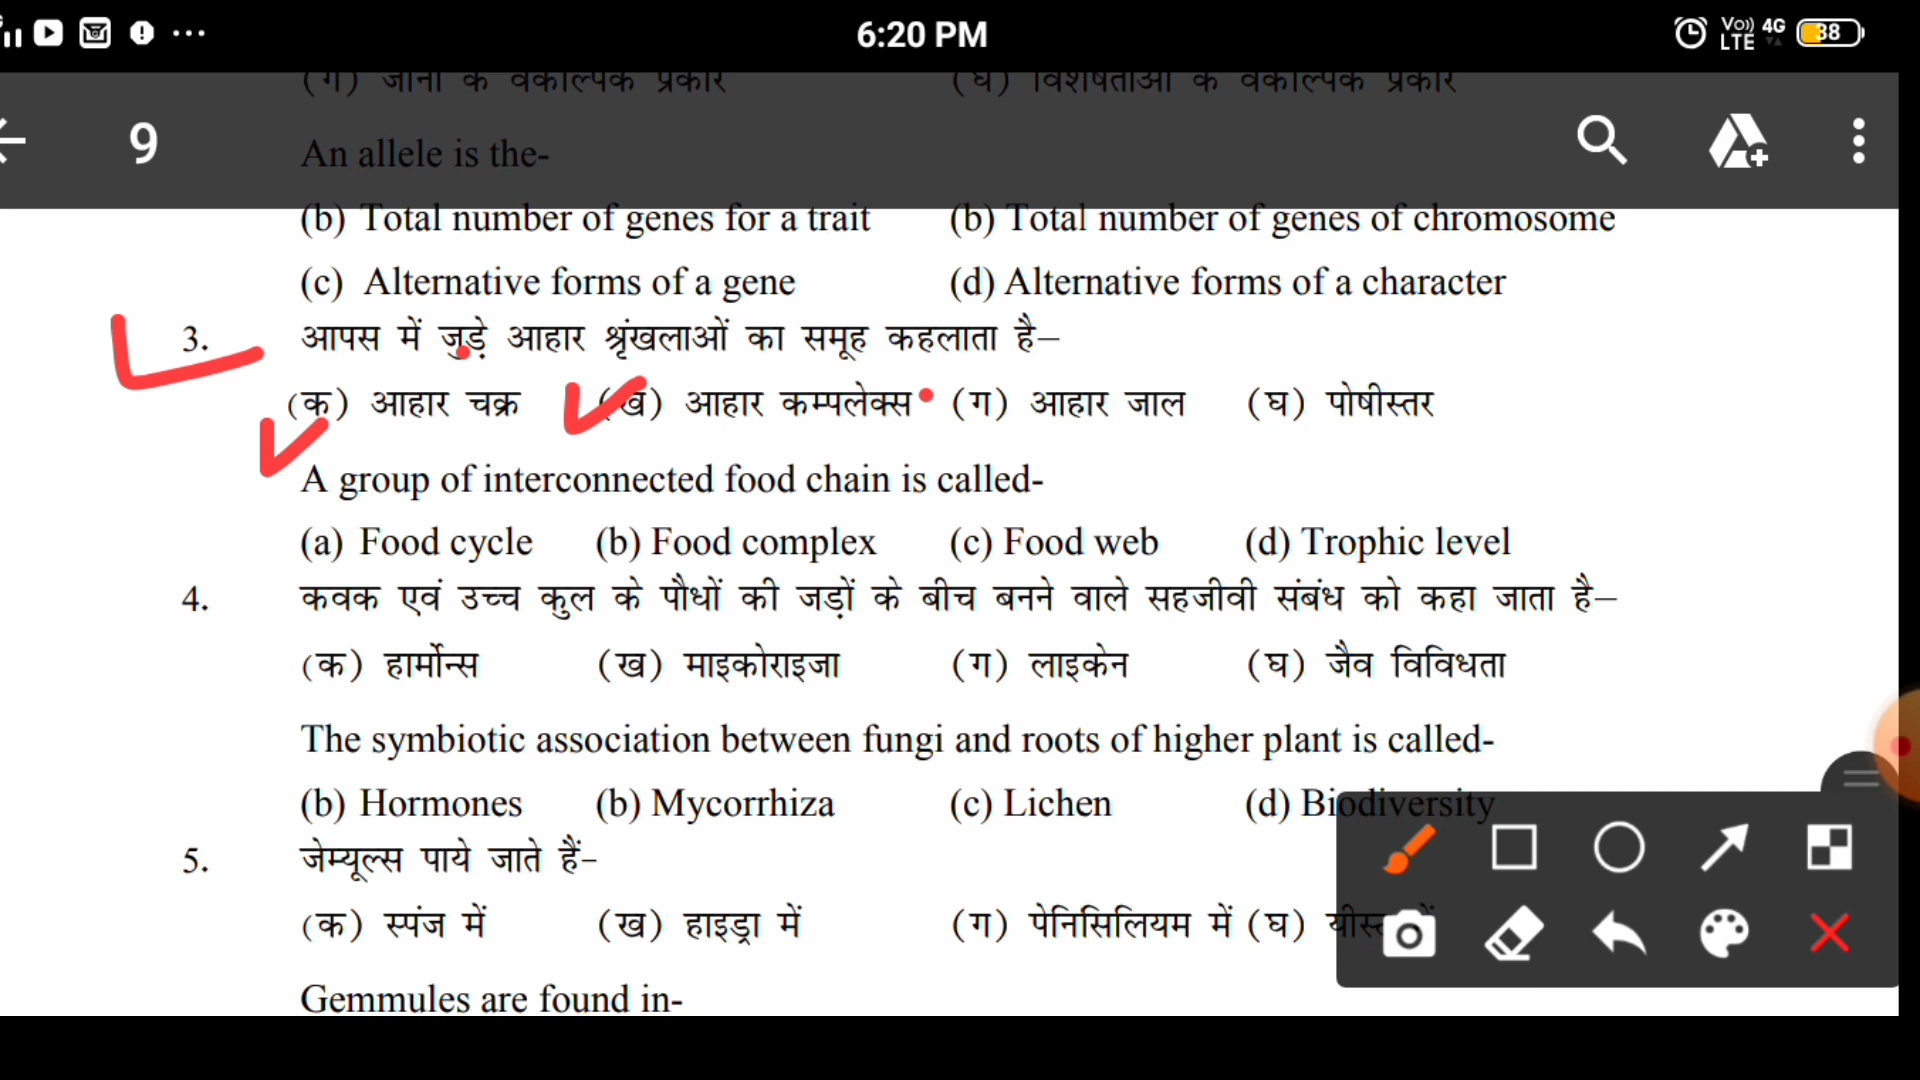 6:20 PM
Vo)) LTE 4G 38
(ग) जीनों के वैकल्पिक प्रकार (घ) विशेषताओं के वैकल्पिक प्रकार
9
An allele is the-
(b) Total number of genes for a trait (b) Total number of genes of chromosome
(c) Alternative forms of a gene (d) Alternative forms of a character
3. आपस में जुड़े आहार श्रृंखलाओं का समूह कहलाता है–
(क) आहार चक्र (ख) आहार कम्पलेक्स (ग) आहार जाल (घ) पोषीस्तर
A group of interconnected food chain is called-
(a) Food cycle (b) Food complex (c) Food web (d) Trophic level
4. कवक एवं उच्च कुल के पौधों की जड़ों के बीच बनने वाले सहजीवी संबंध को कहा जाता है–
(क) हार्मोन्स (ख) माइकोराइजा (ग) लाइकेन (घ) जैव विविधता
The symbiotic association between fungi and roots of higher plant is called-
(b) Hormones (b) Mycorrhiza (c) Lichen (d) Biodiversity
5. जेम्यूल्स पाये जाते हैं-
(क) स्पंज में (ख) हाइड्रा में (ग) पेनिसिलियम में (घ)
Gemmules are found in-